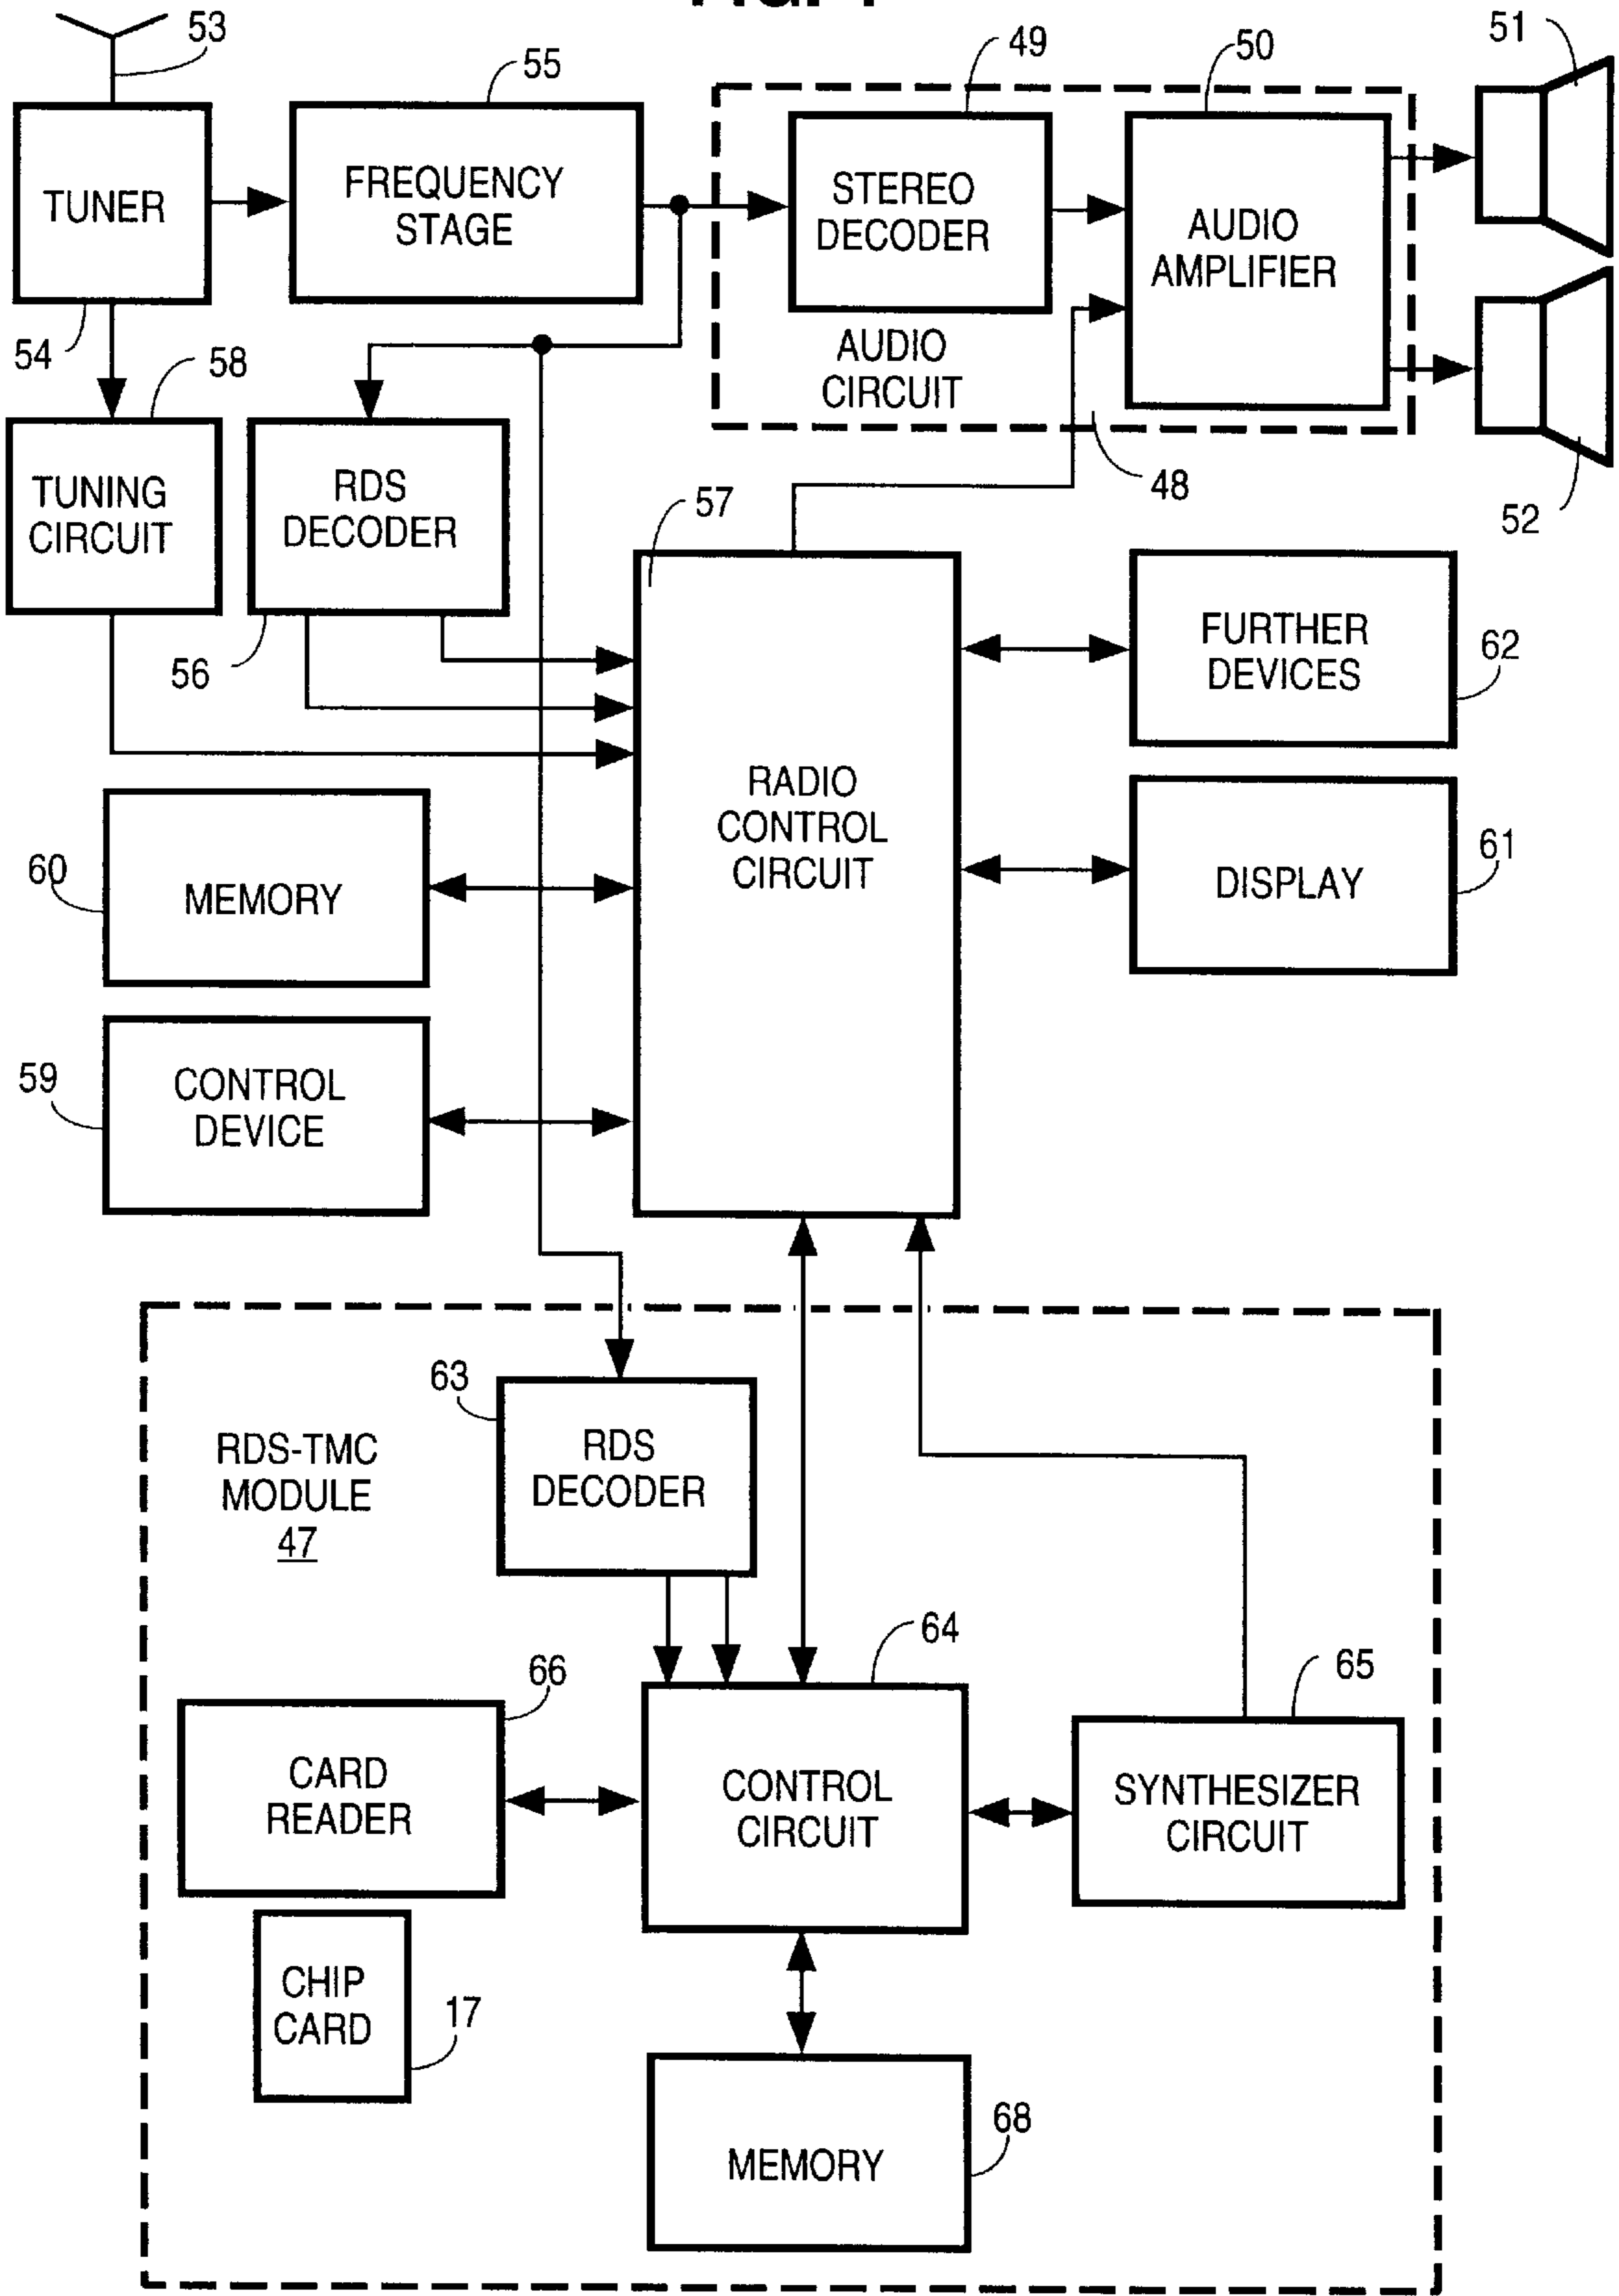 53
55
49
50
51
TUNER
FREQUENCY
STAGE
STEREO
DECODER
AUDIO
AMPLIFIER
54
58
AUDIO
CIRCUIT
48
52
TUNING
CIRCUIT
RDS
DECODER
57
56
FURTHER
DEVICES
62
RADIO
CONTROL
CIRCUIT
60
MEMORY
DISPLAY
61
59
CONTROL
DEVICE
63
RDS-TMC
MODULE
47
RDS
DECODER
64
66
65
CARD
READER
CONTROL
CIRCUIT
SYNTHESIZER
CIRCUIT
CHIP
CARD
17
68
MEMORY